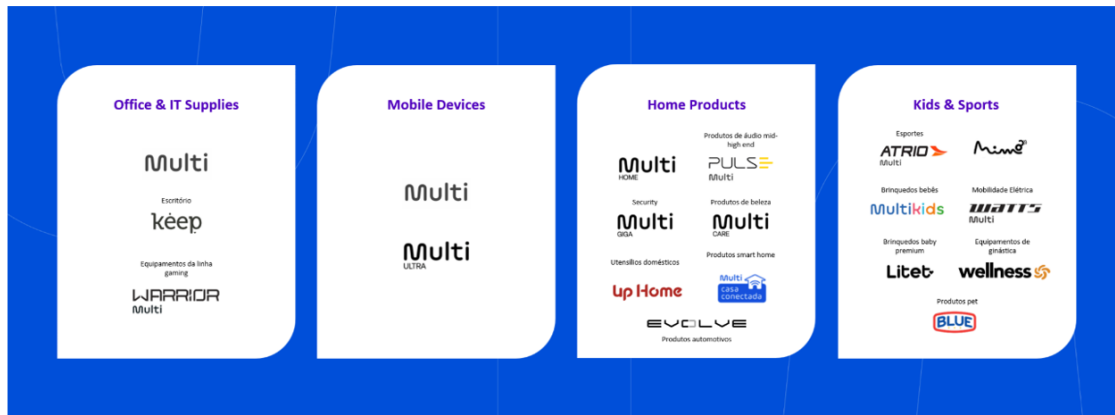 Office & IT Supplies
Multi
Escritório
keep
Equipamentos da linha
gaming
WARRIOR
Multi
Mobile Devices
Multi
Multi
ULTRA
Home Products
Multi
HOME
Produtos de áudio mid-
high end
PULSE
Multi
Security
Multi
GIGA
Produtos de beleza
Multi
CARE
Utensílios domésticos
up Home
Produtos smart home
Multi
casa
conectada
EVOLVE
Produtos automotivos
Kids & Sports
Esportes
ATRIO
Multi
Mimo
Brinquedos bebês
Multikids
Mobilidade Elétrica
WATTS
Multi
Brinquedos baby
premium
Litet
Equipamentos de
ginástica
wellness
Produtos pet
BLUE